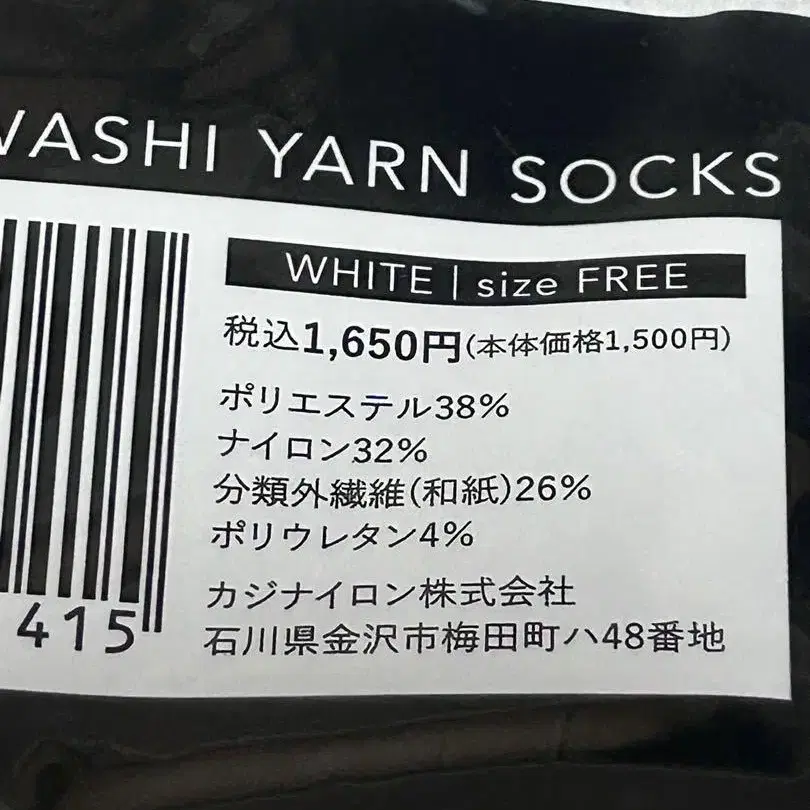 WASHI YARN SOCKS
WHITE | size FREE
税込1,650円(本体価格1,500円)
ポリエステル38%
ナイロン32%
分類外繊維(和紙)26%
ポリウレタン4%
カジナイロン株式会社
石川県金沢市梅田町ハ48番地
415